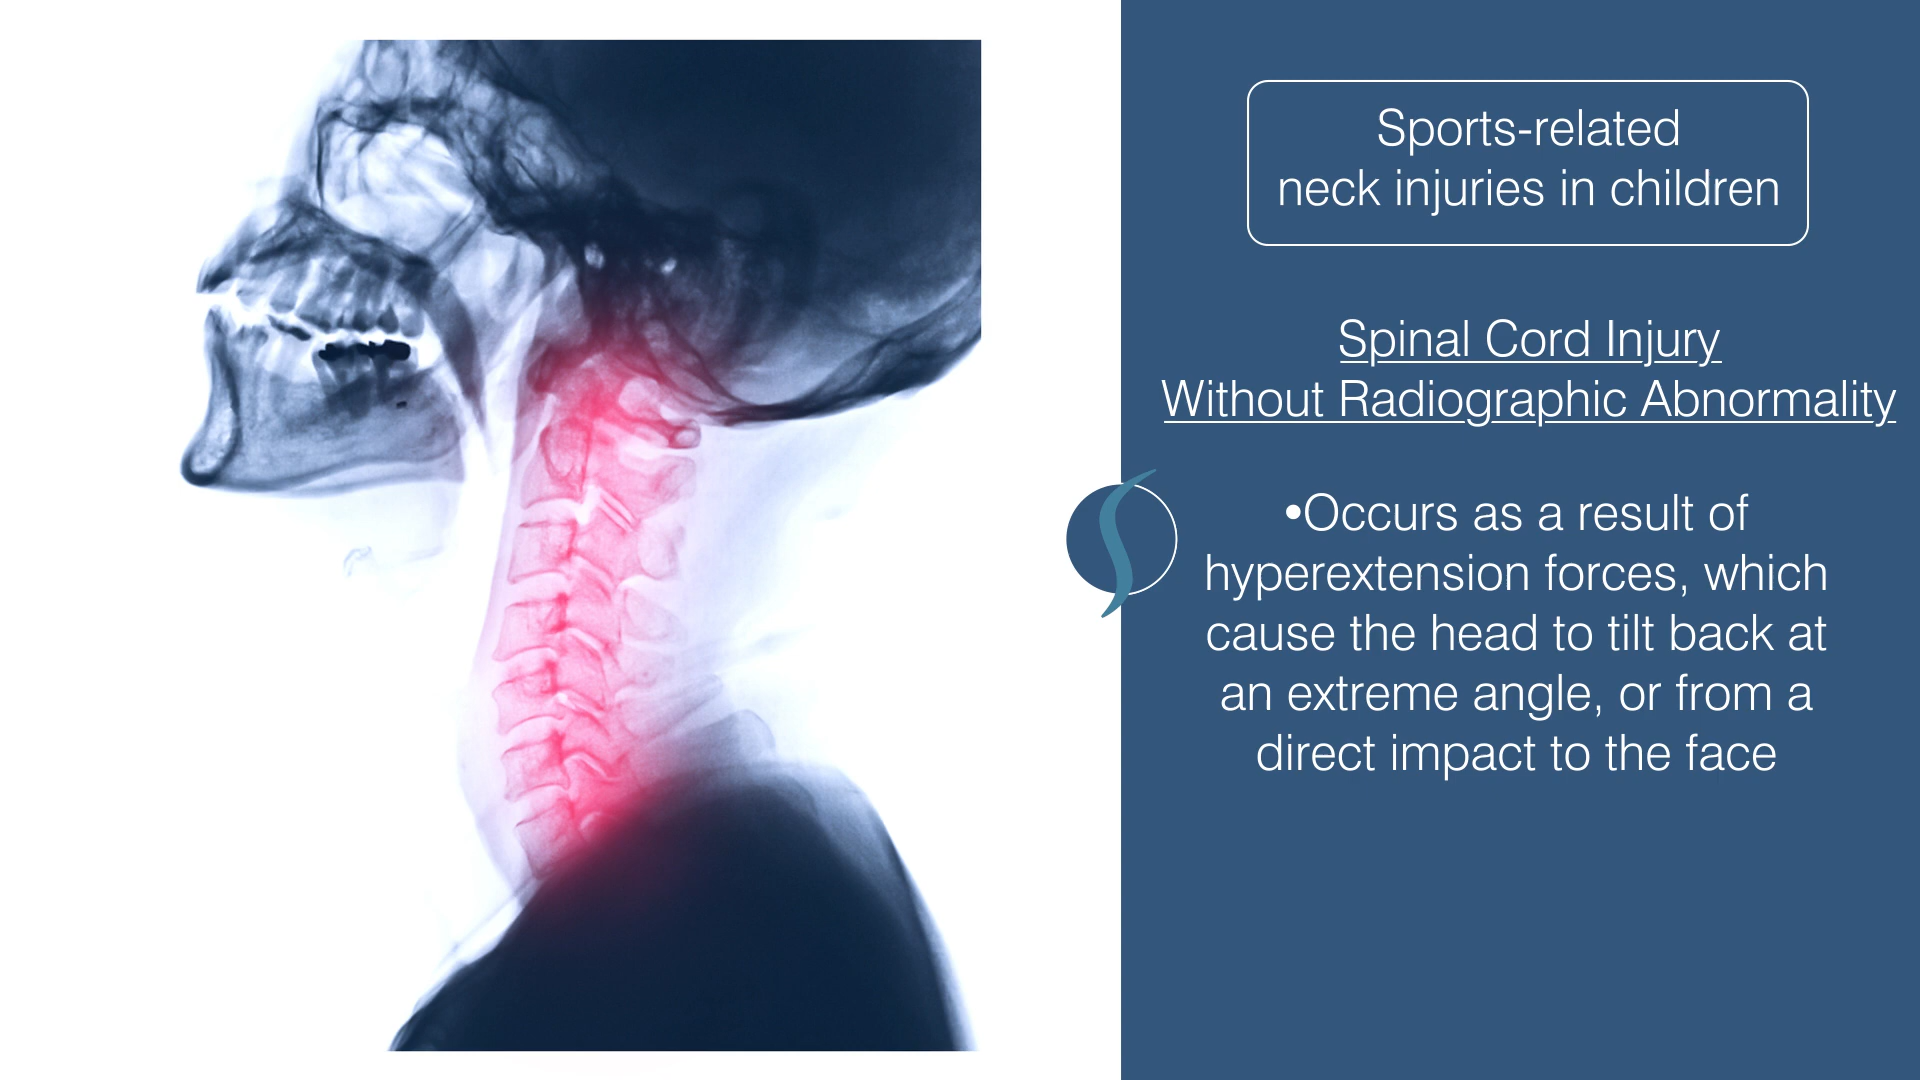 Sports-related
neck injuries in children
Spinal Cord Injury
Without Radiographic Abnormality
•Occurs as a result of
hyperextension forces, which
cause the head to tilt back at
an extreme angle, or from a
direct impact to the face